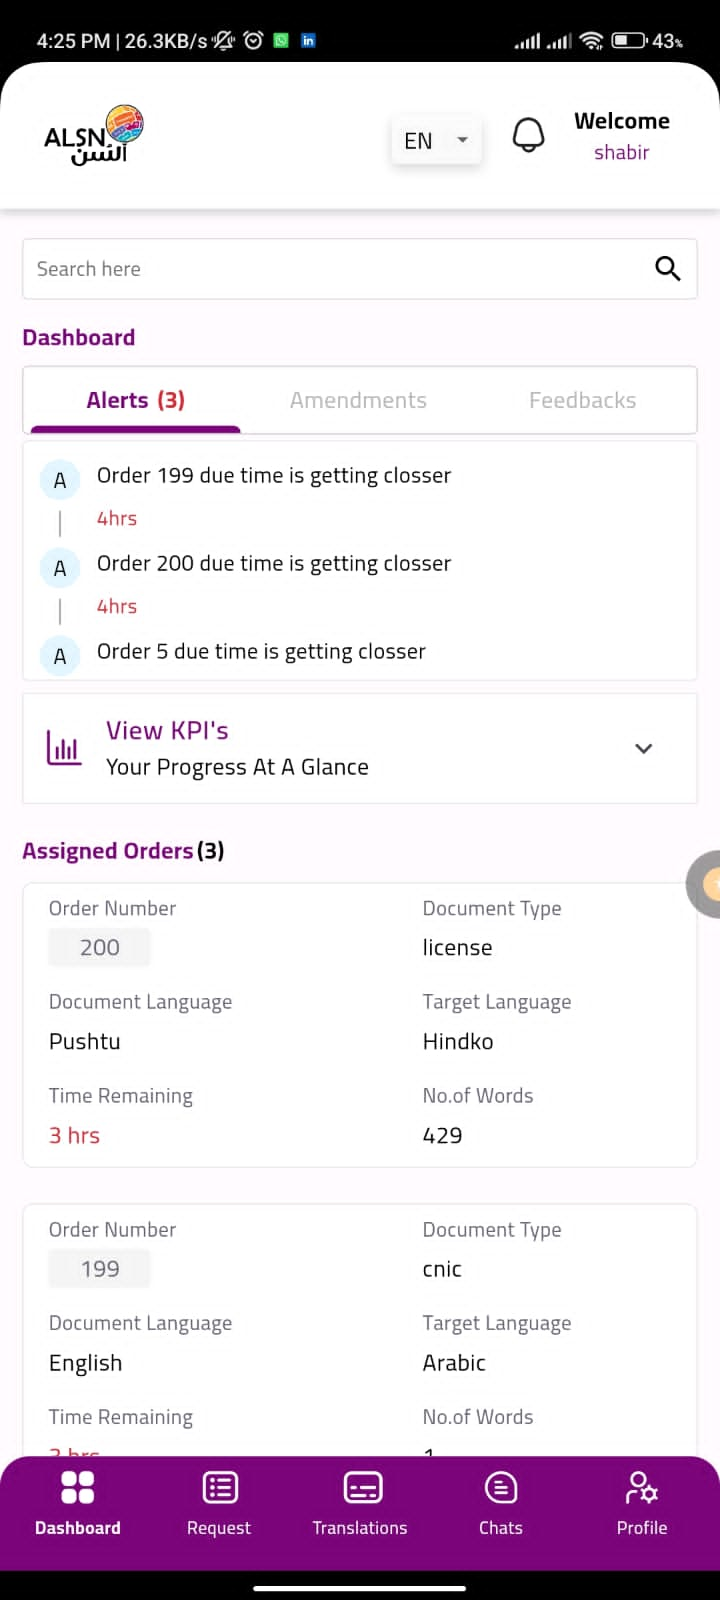 4:25 PM | 26.3KB/s 43%
ALSN
ألسن
EN
Welcome
shabir
Search here
Dashboard
Alerts (3) Amendments Feedbacks
A Order 199 due time is getting closser
4hrs
A Order 200 due time is getting closser
4hrs
A Order 5 due time is getting closser
View KPI's
Your Progress At A Glance
Assigned Orders (3)
Order Number Document Type
200 license
Document Language Target Language
Pushtu Hindko
Time Remaining No.of Words
3 hrs 429
Order Number Document Type
199 cnic
Document Language Target Language
English Arabic
Time Remaining No.of Words
Dashboard Request Translations Chats Profile